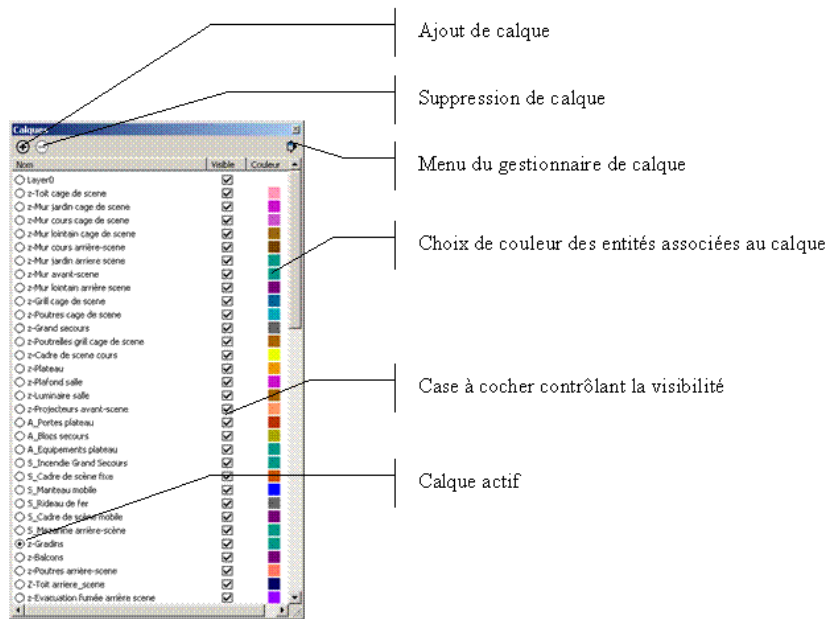 Ajout de calque
Suppression de calque
Menu du gestionnaire de calque
Choix de couleur des entités associées au calque
Case à cocher contrôlant la visibilité
Calque actif
Calques
Nom Visible Couleur
Layer0
z-Toit cage de scene
z-Mur jardin cage de scene
z-Mur cours cage de scene
z-Mur lointain cage de scene
z-Mur cours arrière-scene
z-Mur jardin arriere scene
z-Mur avant-scene
z-Mur lointain arrière scene
z-Grill cage de scene
z-Poutres cage de scene
z-Grand secours
z-Poutrelles gril cage de scene
z-Cadre de scene cours
z-Plateau
z-Plafond salle
z-Luminaire salle
z-Projecteurs avant-scene
A_Portes plateau
A_Blocs secours
A_Equipements plateau
S_Incendie Grand Secours
S_Cadre de scène fixe
S_Manteau mobile
S_Rideau de fer
S_Cadre de scène mobile
S_Mezanine arrière-scène
z-Gradins
z-Balcons
z-Poutres arrière-scene
Z-Toit arriere_scene
z-Evacuation fumée arrière scene